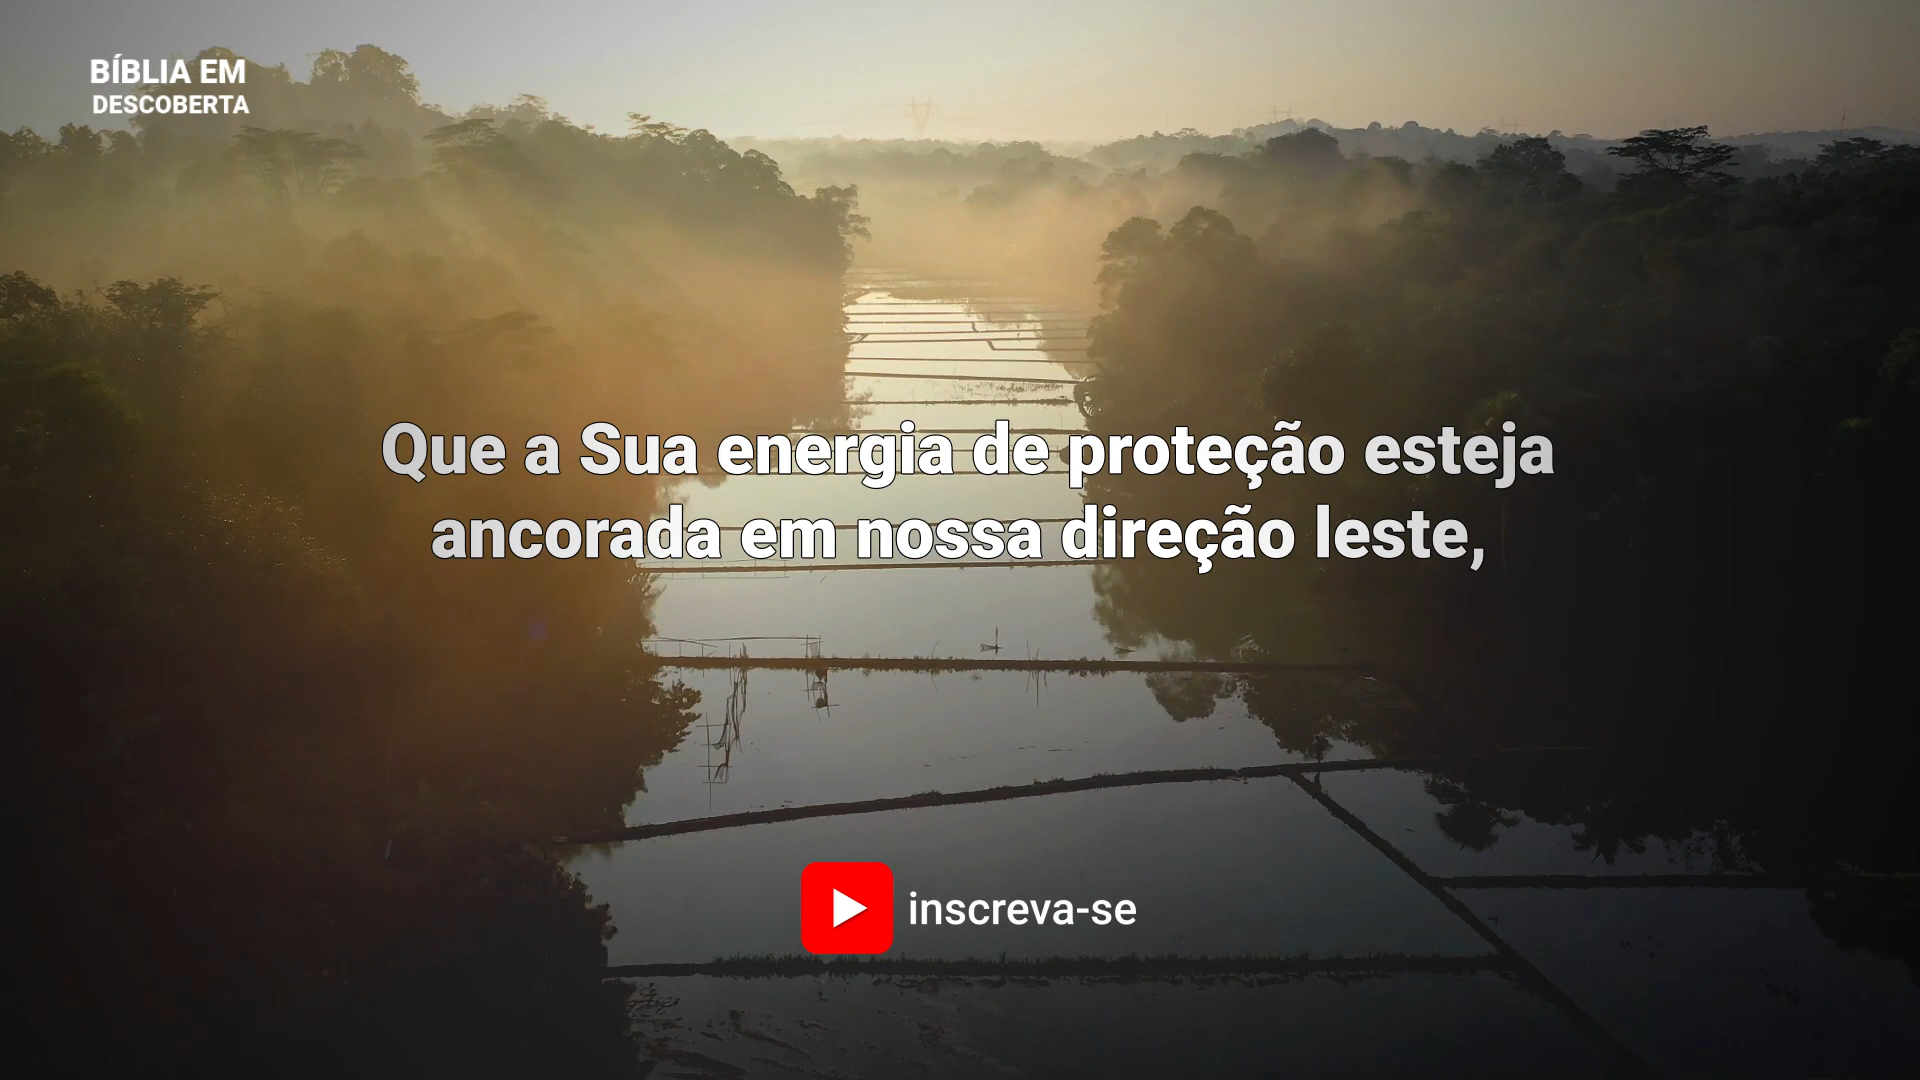 BÍBLIA EM
DESCOBERTA
Que a Sua energia de proteção esteja
ancorada em nossa direção leste,
inscreva-se